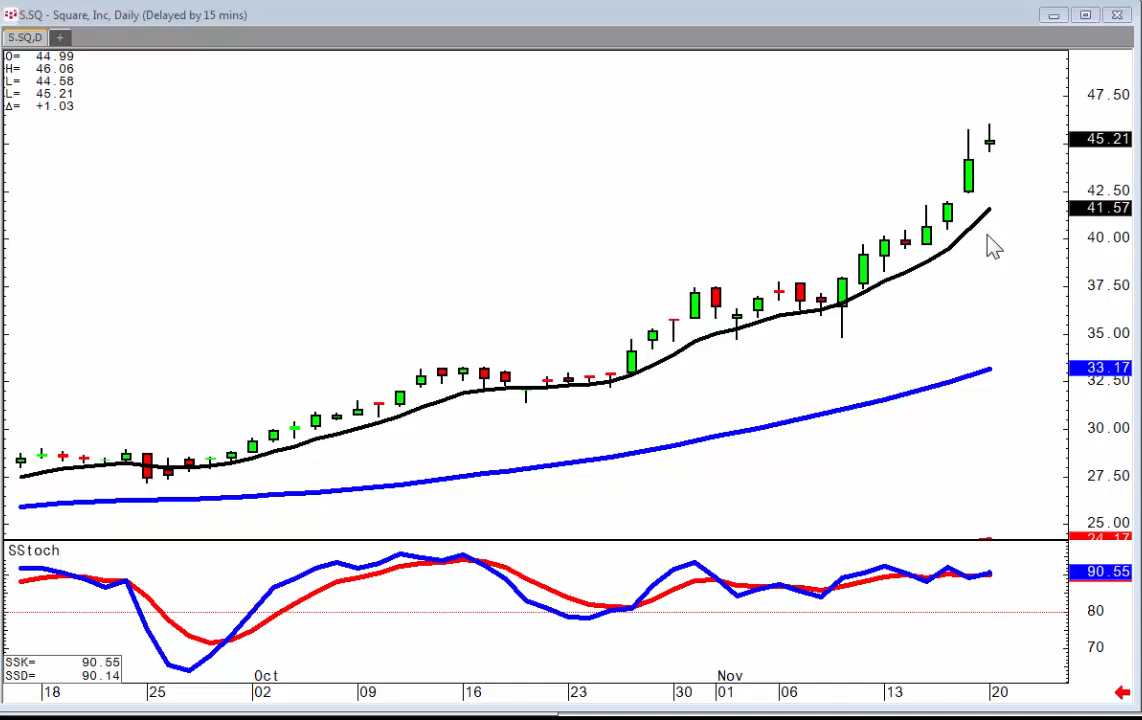 S.SQ - Square, Inc, Daily (Delayed by 15 mins)
S.SQ,D +
O= 44.99
H= 46.06
L= 44.58
L= 45.21
Δ= +1.03
47.50
45.21
42.50
41.57
40.00
37.50
35.00
33.17
32.50
30.00
27.50
25.00
24.17
SStoch
90.55
80
70
SSK= 90.55
SSD= 90.14
Oct
Nov
18 25 02 09 16 23 30 01 06 13 20